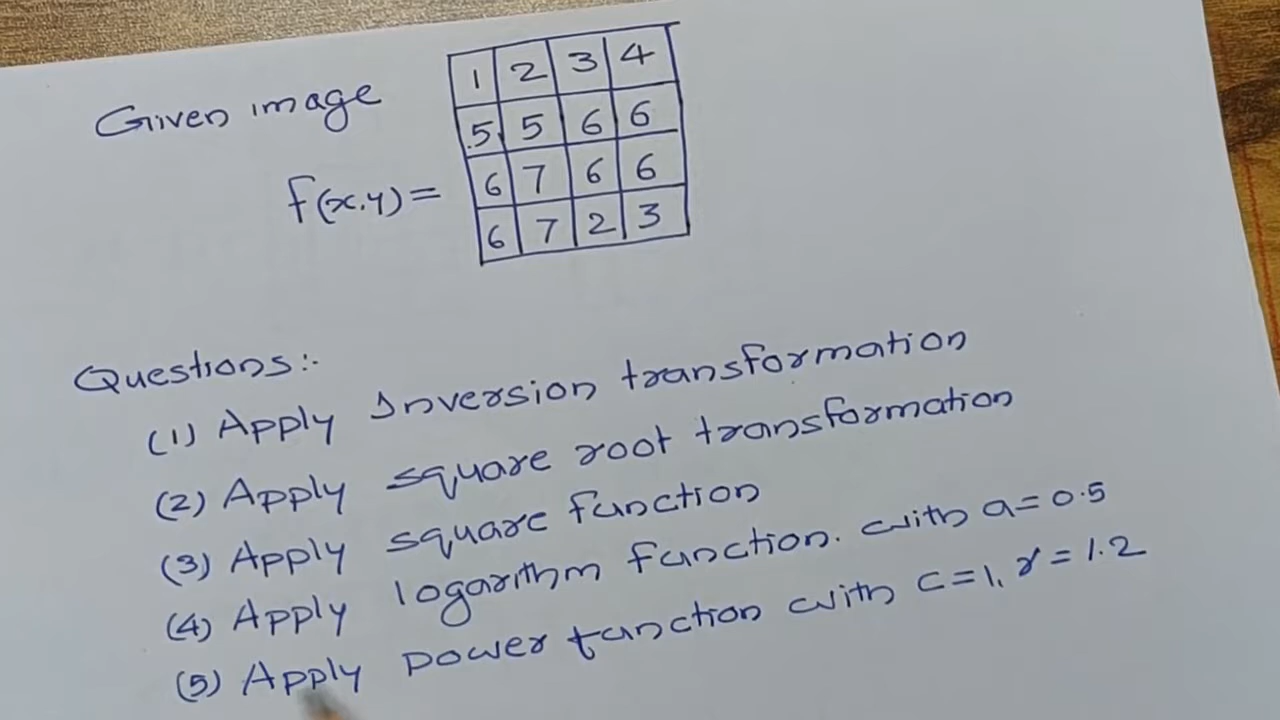 Given image
f(x,y) =
1 2 3 4
5 5 6 6
6 7 6 6
6 7 2 3
Questions:-
(1) Apply Inversion transformation
(2) Apply square root transformation
(3) Apply square function
(4) Apply logarithm function. with a=0.5
(5) Apply power function with c=1, r=1.2